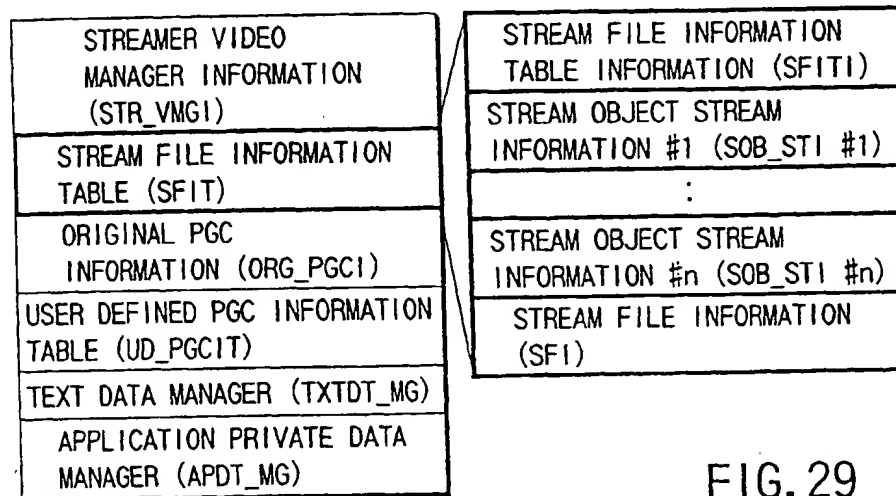 STREAMER VIDEO
MANAGER INFORMATION
(STR_VMGI)
STREAM FILE INFORMATION
TABLE (SFIT)
ORIGINAL PGC
INFORMATION (ORG_PGCI)
USER DEFINED PGC INFORMATION
TABLE (UD_PGCIT)
TEXT DATA MANAGER (TXTDT_MG)
APPLICATION PRIVATE DATA
MANAGER (APDT_MG)
STREAM FILE INFORMATION
TABLE INFORMATION (SFITI)
STREAM OBJECT STREAM
INFORMATION #1 (SOB_STI #1)
:
STREAM OBJECT STREAM
INFORMATION #n (SOB_STI #n)
STREAM FILE INFORMATION
(SFI)
FIG. 29